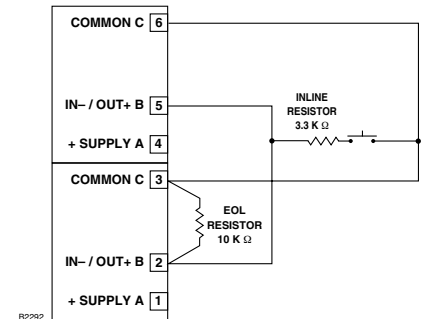 COMMON C 6
IN– / OUT+ B 5
+ SUPPLY A 4
COMMON C 3
IN– / OUT+ B 2
+ SUPPLY A 1
INLINE
RESISTOR
3.3 K Ω
EOL
RESISTOR
10 K Ω
B2292